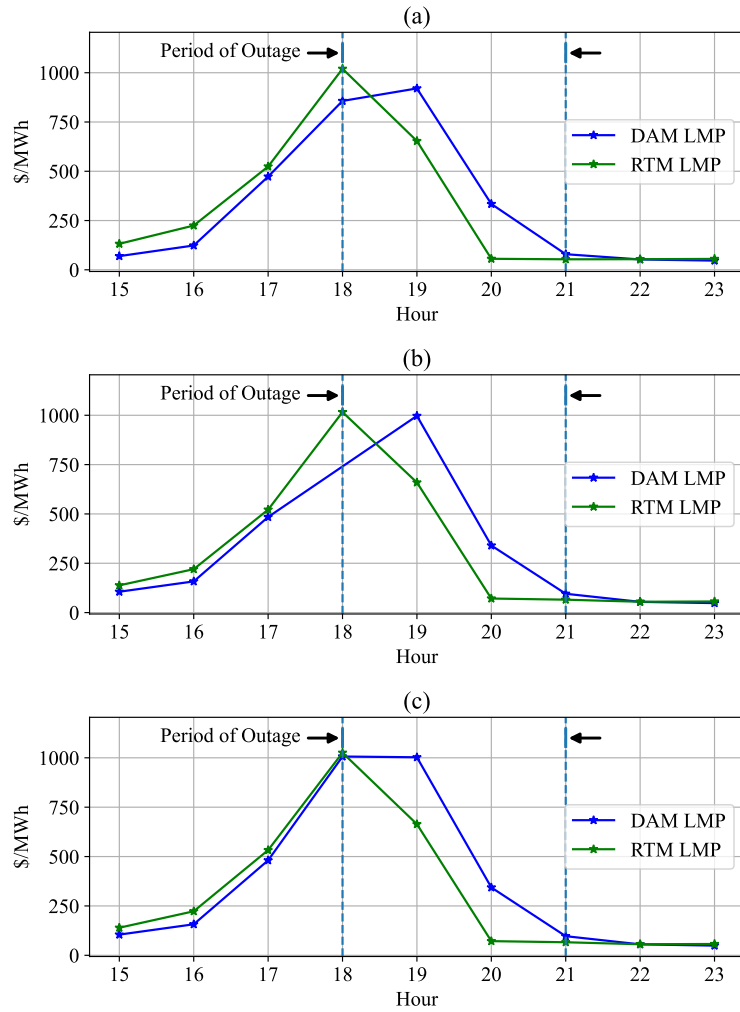 (a)
Period of Outage
1000
750
500
250
0
$/MWh
DAM LMP
RTM LMP
15 16 17 18 19 20 21 22 23
Hour
(b)
Period of Outage
1000
750
500
250
0
$/MWh
DAM LMP
RTM LMP
15 16 17 18 19 20 21 22 23
Hour
(c)
Period of Outage
1000
750
500
250
0
$/MWh
DAM LMP
RTM LMP
15 16 17 18 19 20 21 22 23
Hour